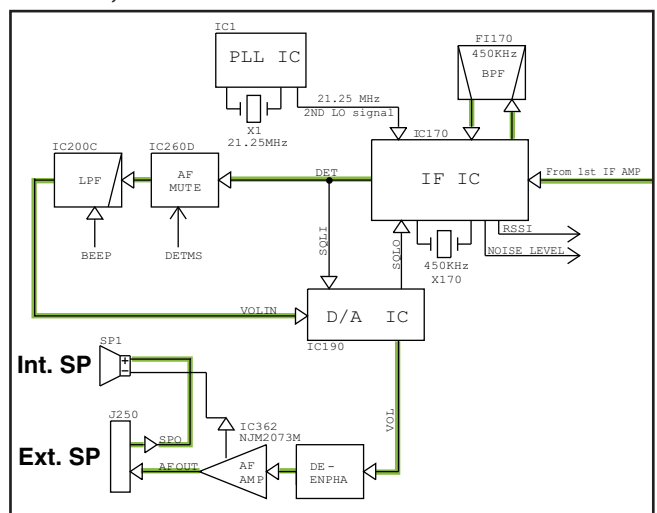 IC1
PLL IC
X1
21.25MHz
21.25 MHz
2ND LO signal
FI170
450KHz
BPF
IC170
IF IC
From 1st IF AMP
RSSI
NOISE LEVEL
450KHz
X170
IC200C
LPF
BEEP
IC260D
AF
MUTE
DETMS
DET
SQLI
SQLO
VOLIN
D/A IC
IC190
VOL
SP1
+
−
Int. SP
J250
Ext. SP
SPO
AFOUT
IC362
NJM2073M
AF
AMP
DE-
ENPHA